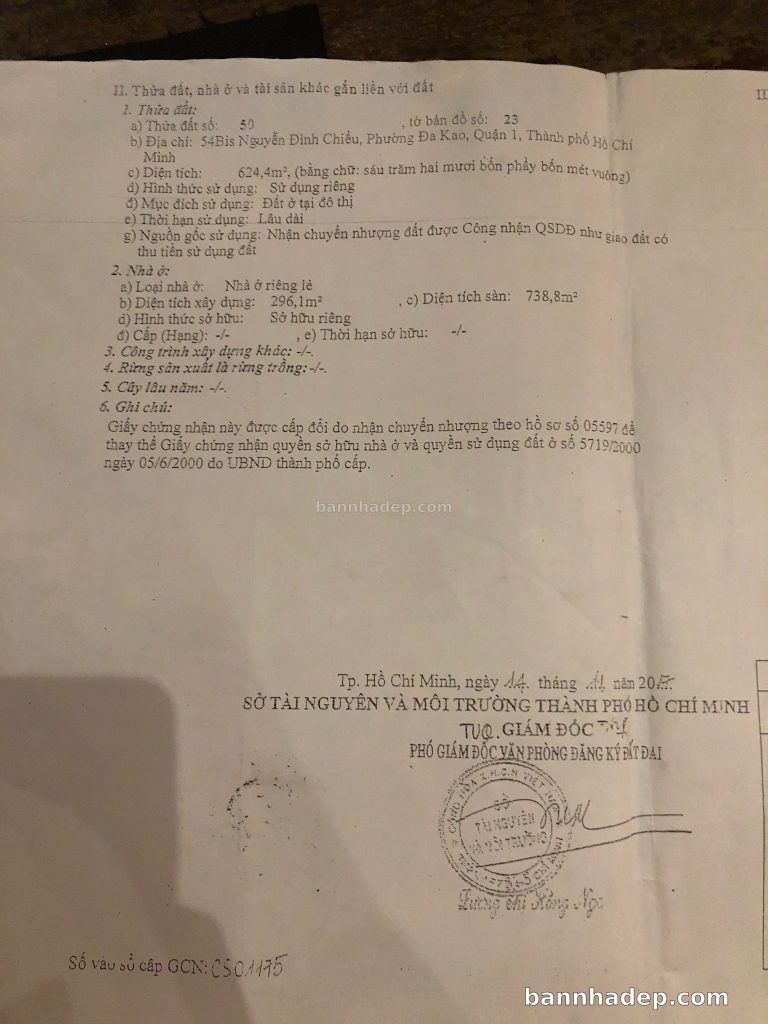 II. Thửa đất, nhà ở và tài sản khác gắn liền với đất
1. Thửa đất:
a) Thửa đất số: 50 , tờ bản đồ số: 23
b) Địa chỉ: 54Bis Nguyễn Đình Chiểu, Phường Đa Kao, Quận 1, Thành phố Hồ Chí
Minh
c) Diện tích: 624,4m², (bằng chữ: sáu trăm hai mươi bốn phẩy bốn mét vuông)
d) Hình thức sử dụng: Sử dụng riêng
đ) Mục đích sử dụng: Đất ở tại đô thị
e) Thời hạn sử dụng: Lâu dài
g) Nguồn gốc sử dụng: Nhận chuyển nhượng đất được Công nhận QSDĐ như giao đất có
thu tiền sử dụng đất
2. Nhà ở:
a) Loại nhà ở: Nhà ở riêng lẻ
b) Diện tích xây dựng: 296,1m² , c) Diện tích sàn: 738,8m²
d) Hình thức sở hữu: Sở hữu riêng
đ) Cấp (Hạng): -/- , e) Thời hạn sở hữu: -/-
3. Công trình xây dựng khác: -/-.
4. Rừng sản xuất là rừng trồng: -/-.
5. Cây lâu năm: -/-.
6. Ghi chú:
Giấy chứng nhận này được cấp đổi do nhận chuyển nhượng theo hồ sơ số 05597 để
thay thế Giấy chứng nhận quyền sở hữu nhà ở và quyền sử dụng đất ở số 5719/2000
ngày 05/6/2000 do UBND thành phố cấp.
bannhadep.com
Tp. Hồ Chí Minh, ngày 14 tháng 11 năm 201
SỞ TÀI NGUYÊN VÀ MÔI TRƯỜNG THÀNH PHỐ HỒ CHÍ MINH
TUQ. GIÁM ĐỐC
PHÓ GIÁM ĐỐC VĂN PHÒNG ĐĂNG KÝ ĐẤT ĐAI
SỞ
TÀI NGUYÊN
VÀ MÔI TRƯỜNG
Hồng
Số vào sổ cấp GCN: CS01175
bannhadep.com
II